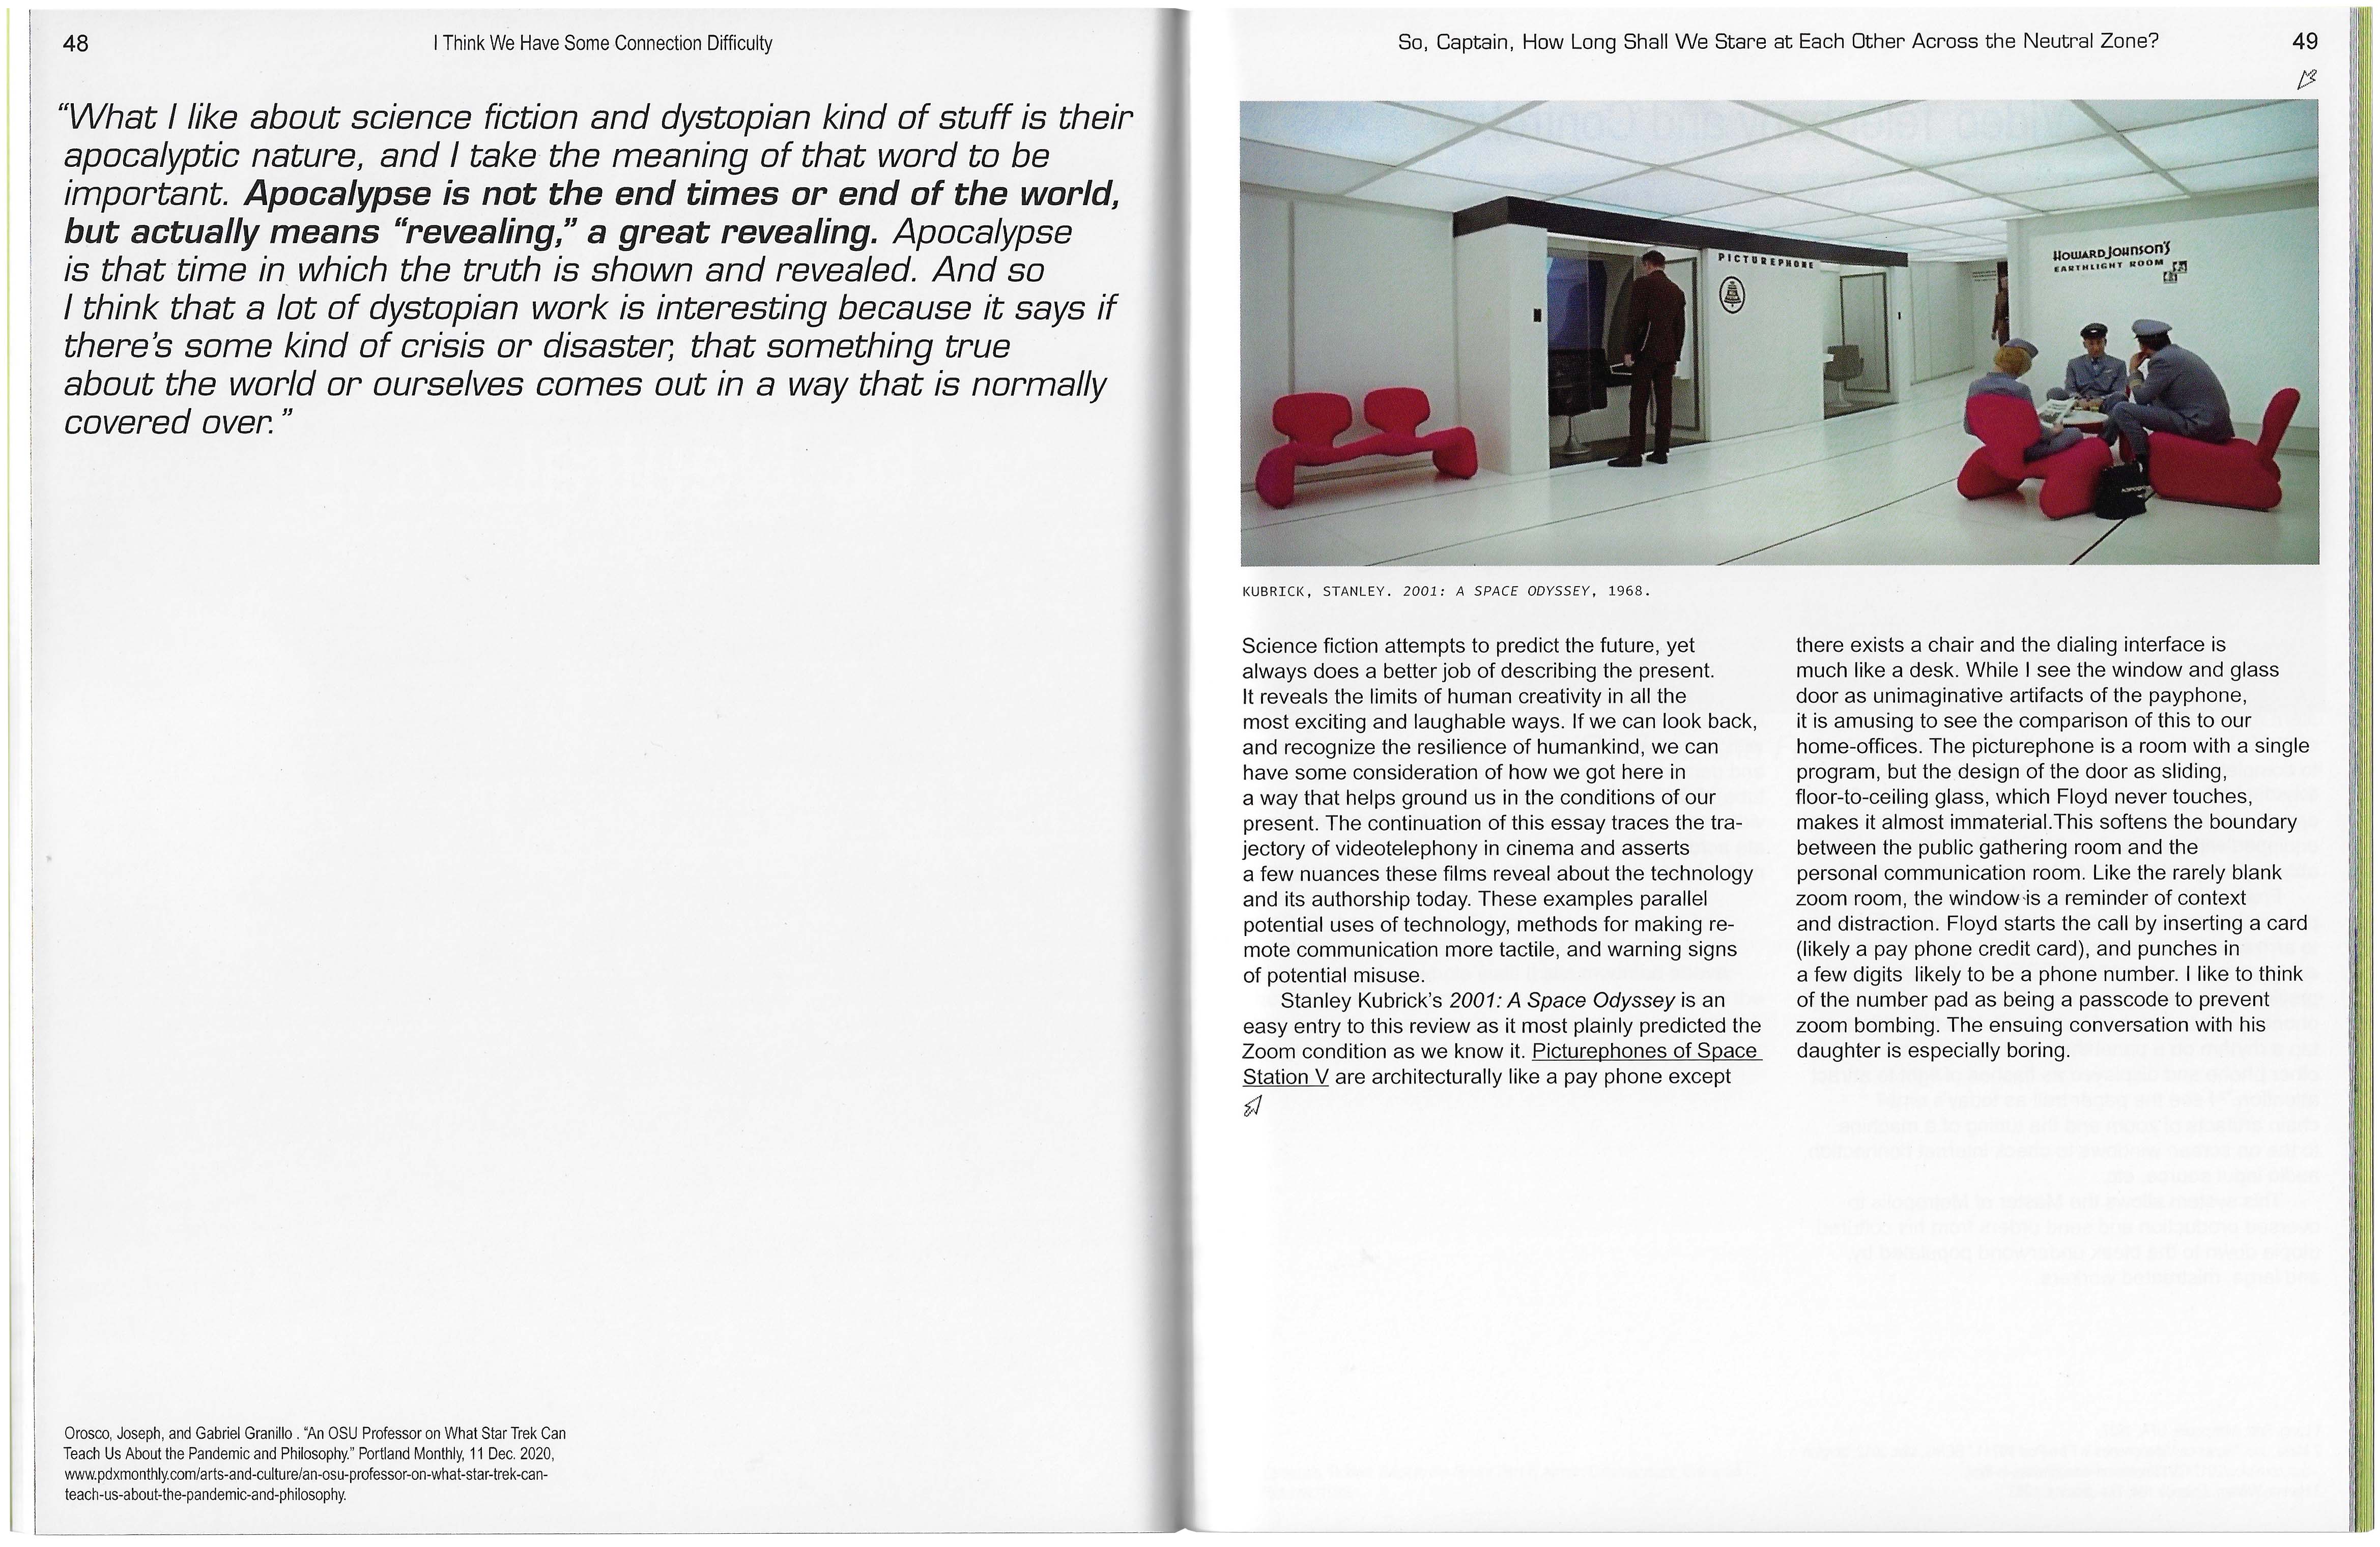 48
I Think We Have Some Connection Difficulty
“What I like about science fiction and dystopian kind of stuff is their
apocalyptic nature, and I take the meaning of that word to be
important. Apocalypse is not the end times or end of the world,
but actually means “revealing,” a great revealing. Apocalypse
is that time in which the truth is shown and revealed. And so
I think that a lot of dystopian work is interesting because it says if
there’s some kind of crisis or disaster, that something true
about the world or ourselves comes out in a way that is normally
covered over.”
Orosco, Joseph, and Gabriel Granillo . “An OSU Professor on What Star Trek Can
Teach Us About the Pandemic and Philosophy.” Portland Monthly, 11 Dec. 2020,
www.pdxmonthly.com/arts-and-culture/an-osu-professor-on-what-star-trek-can-
teach-us-about-the-pandemic-and-philosophy.
So, Captain, How Long Shall We Stare at Each Other Across the Neutral Zone?
49
PICTUREPHONE
HOWARD JOHNSON'S
EARTHLIGHT ROOM
KUBRICK, STANLEY. 2001: A SPACE ODYSSEY, 1968.
Science fiction attempts to predict the future, yet
always does a better job of describing the present.
It reveals the limits of human creativity in all the
most exciting and laughable ways. If we can look back,
and recognize the resilience of humankind, we can
have some consideration of how we got here in
a way that helps ground us in the conditions of our
present. The continuation of this essay traces the tra-
jectory of videotelephony in cinema and asserts
a few nuances these films reveal about the technology
and its authorship today. These examples parallel
potential uses of technology, methods for making re-
mote communication more tactile, and warning signs
of potential misuse.
Stanley Kubrick’s 2001: A Space Odyssey is an
easy entry to this review as it most plainly predicted the
Zoom condition as we know it. Picturephones of Space
Station V are architecturally like a pay phone except
there exists a chair and the dialing interface is
much like a desk. While I see the window and glass
door as unimaginative artifacts of the payphone,
it is amusing to see the comparison of this to our
home-offices. The picturephone is a room with a single
program, but the design of the door as sliding,
floor-to-ceiling glass, which Floyd never touches,
makes it almost immaterial.This softens the boundary
between the public gathering room and the
personal communication room. Like the rarely blank
zoom room, the window is a reminder of context
and distraction. Floyd starts the call by inserting a card
(likely a pay phone credit card), and punches in
a few digits  likely to be a phone number. I like to think
of the number pad as being a passcode to prevent
zoom bombing. The ensuing conversation with his
daughter is especially boring.